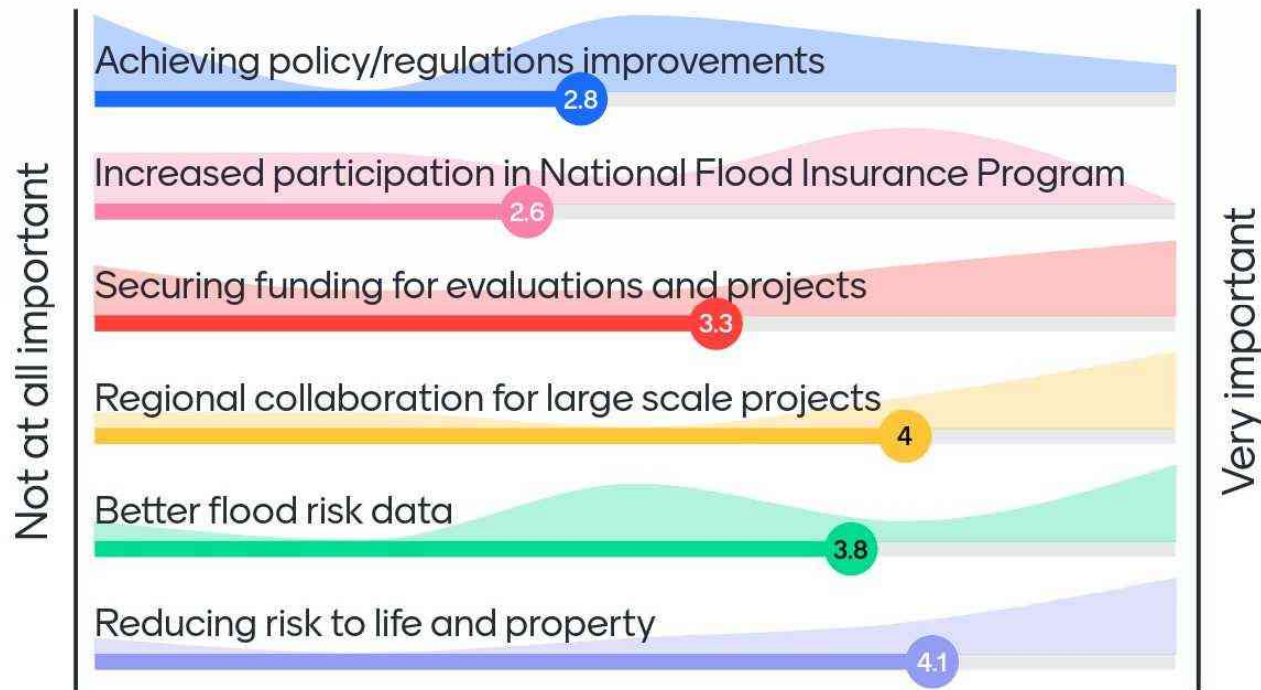 Not at all important
Achieving policy/regulations improvements
2.8
Increased participation in National Flood Insurance Program
2.6
Securing funding for evaluations and projects
3.3
Regional collaboration for large scale projects
4
Better flood risk data
3.8
Reducing risk to life and property
4.1
Very important